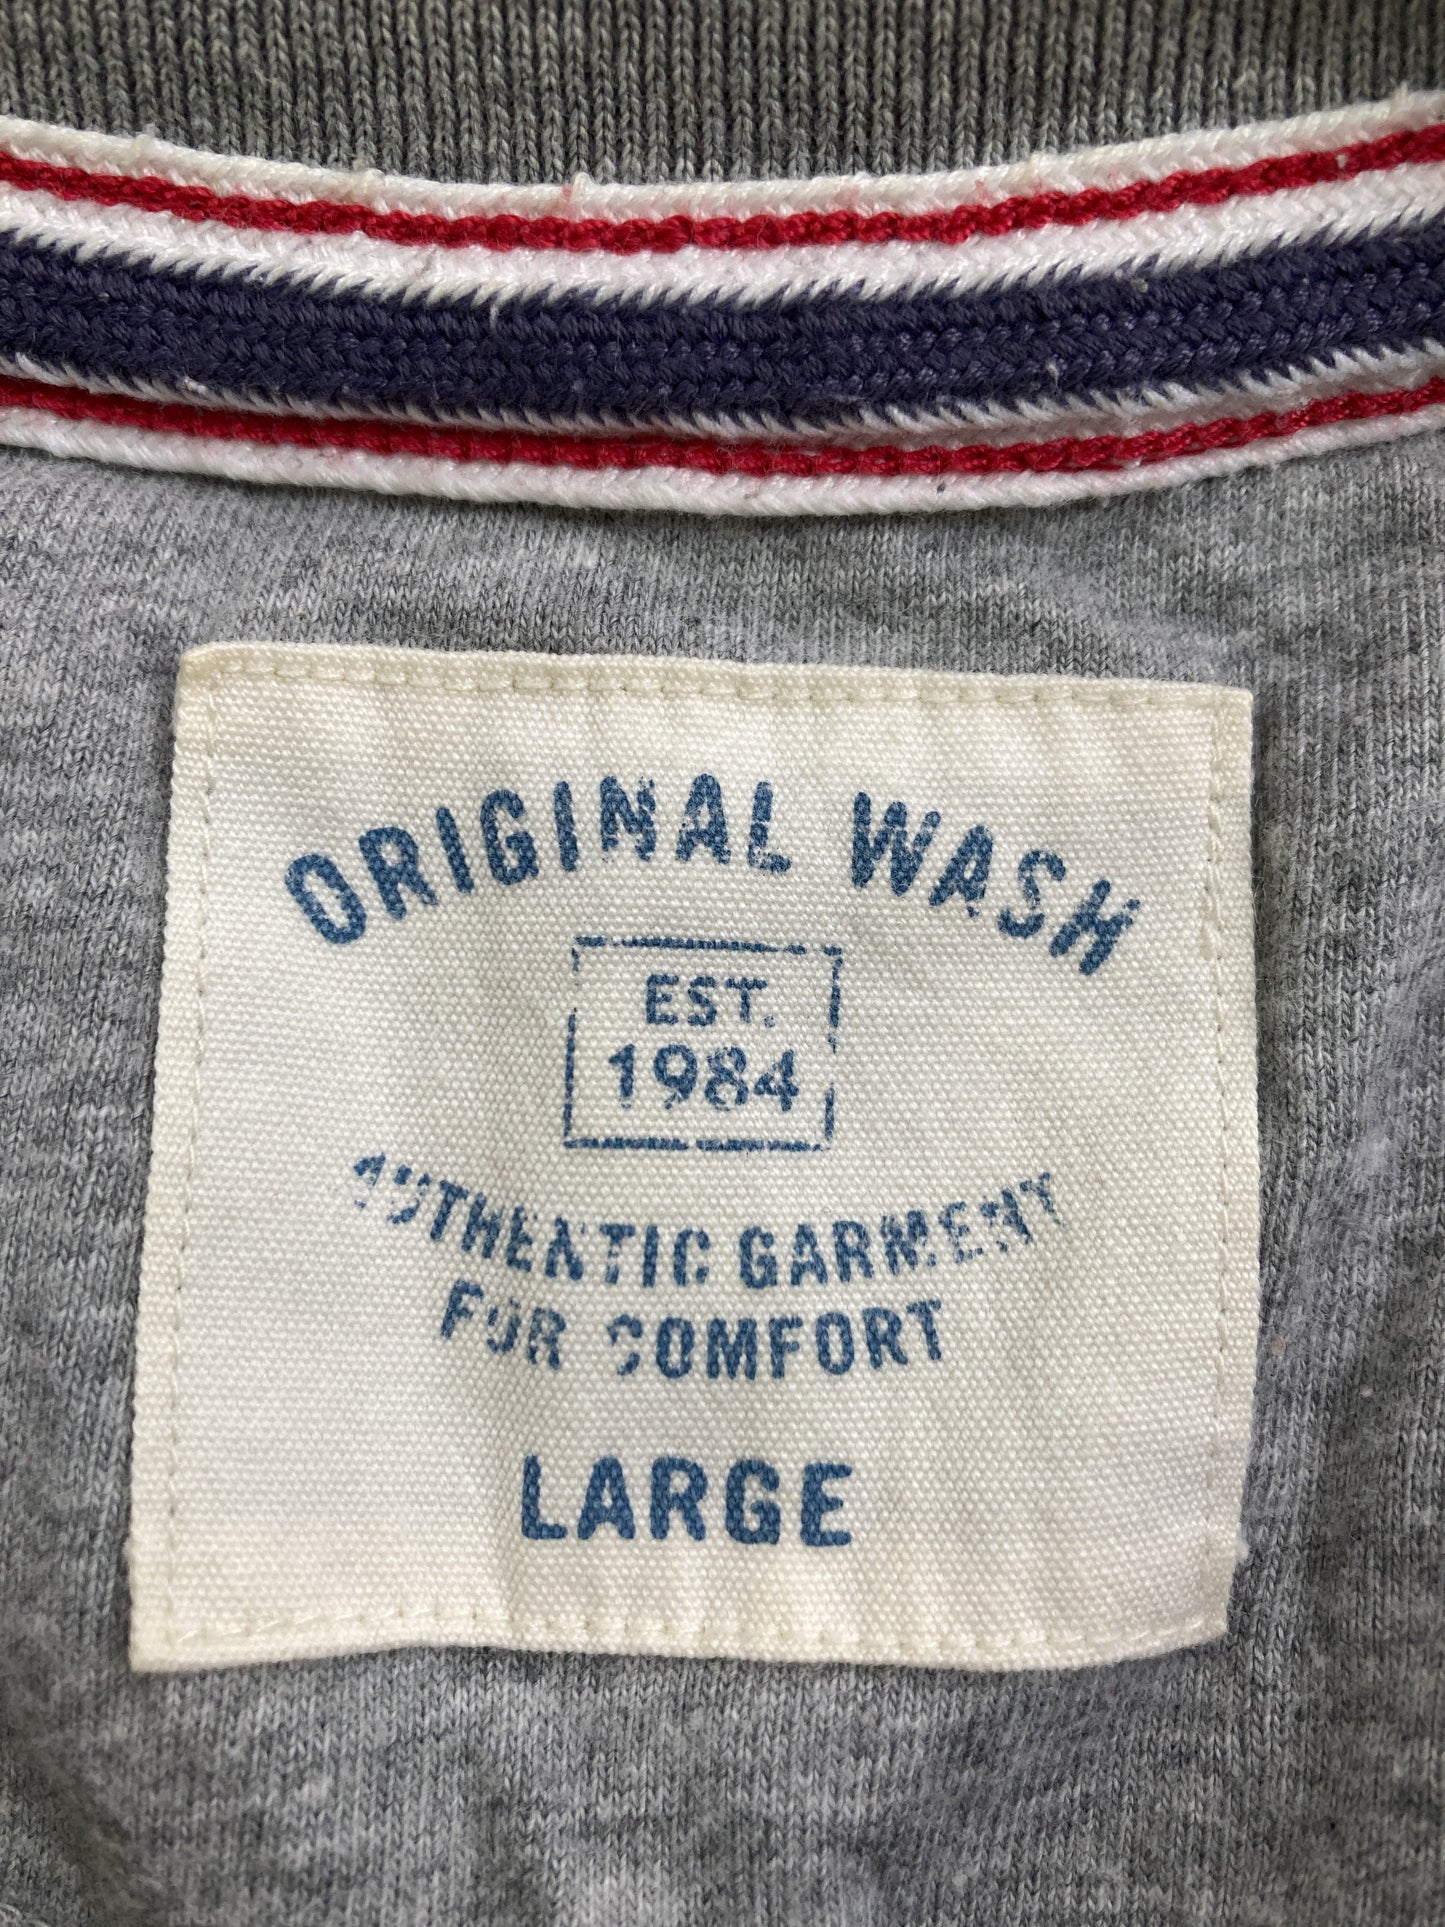 ORIGINAL WASH
EST.
1984
AUTHENTIC GARMENT
FOR COMFORT
LARGE